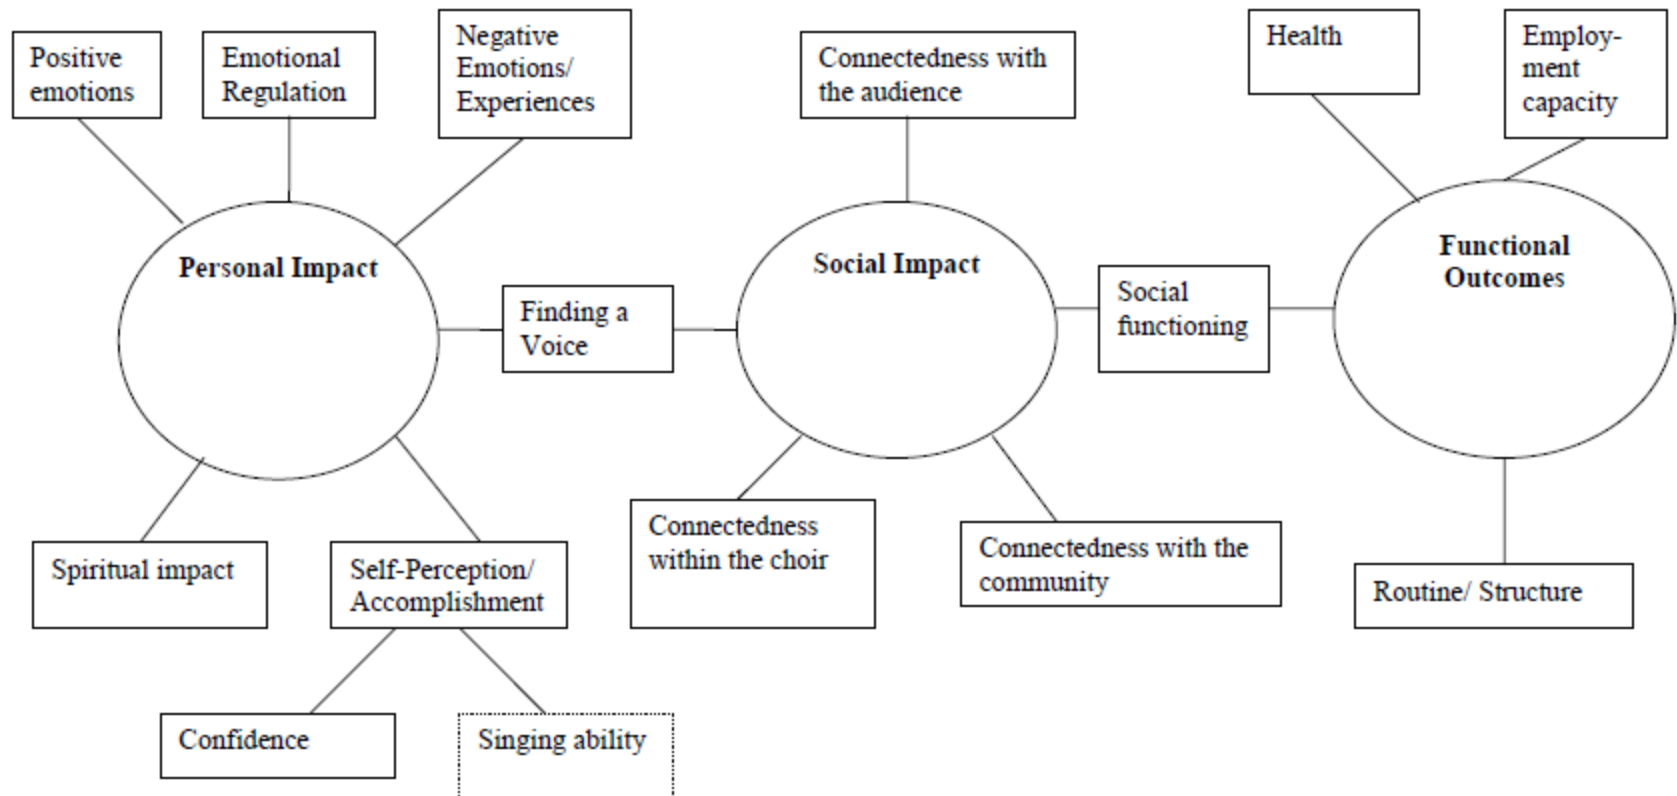 Positive
emotions
Emotional
Regulation
Negative
Emotions/
Experiences
Connectedness with
the audience
Health
Employ-
ment
capacity
Personal Impact
Finding a
Voice
Social Impact
Social
functioning
Functional
Outcomes
Spiritual impact
Self-Perception/
Accomplishment
Connectedness
within the choir
Connectedness with the
community
Routine/ Structure
Confidence
Singing ability